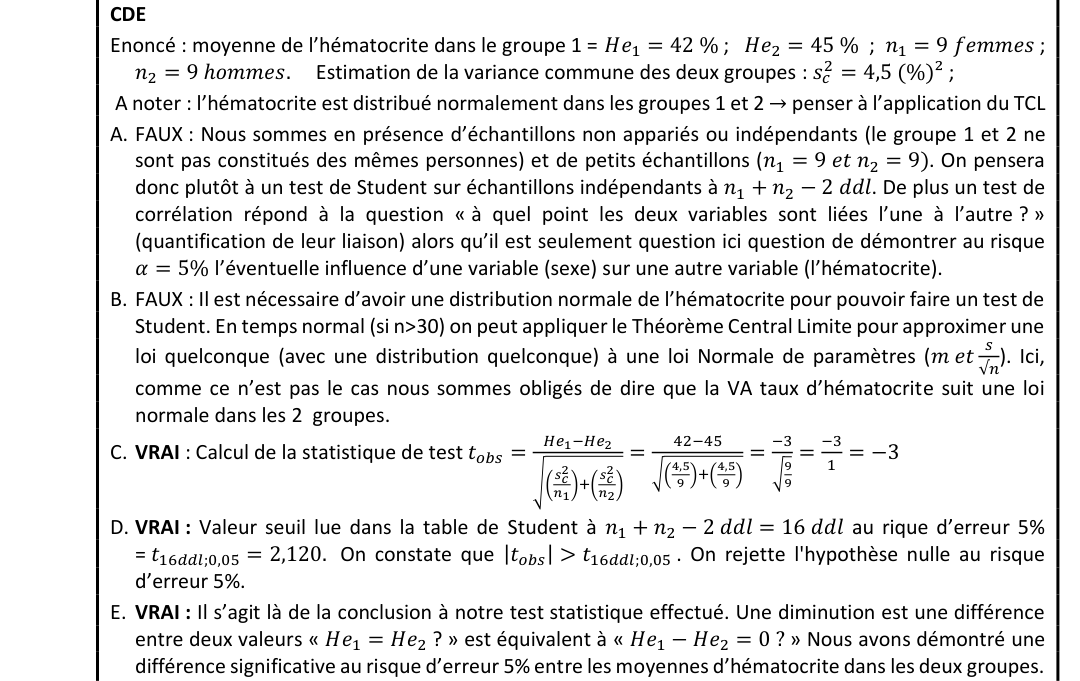 CDE
Enoncé : moyenne de l’hématocrite dans le groupe 1 = He₁ = 42 % ; He₂ = 45 % ; n₁ = 9 femmes ;
n₂ = 9 hommes. Estimation de la variance commune des deux groupes : s_c² = 4,5 (%)² ;
A noter : l’hématocrite est distribué normalement dans les groupes 1 et 2 → penser à l’application du TCL
A. FAUX : Nous sommes en présence d’échantillons non appariés ou indépendants (le groupe 1 et 2 ne
sont pas constitués des mêmes personnes) et de petits échantillons (n₁ = 9 et n₂ = 9). On pensera
donc plutôt à un test de Student sur échantillons indépendants à n₁ + n₂ − 2 ddl. De plus un test de
corrélation répond à la question « à quel point les deux variables sont liées l’une à l’autre ? »
(quantification de leur liaison) alors qu’il est seulement question ici question de démontrer au risque
α = 5% l’éventuelle influence d’une variable (sexe) sur une autre variable (l’hématocrite).
B. FAUX : Il est nécessaire d’avoir une distribution normale de l’hématocrite pour pouvoir faire un test de
Student. En temps normal (si n>30) on peut appliquer le Théorème Central Limite pour approximer une
loi quelconque (avec une distribution quelconque) à une loi Normale de paramètres (m et s/√n). Ici,
comme ce n’est pas le cas nous sommes obligés de dire que la VA taux d’hématocrite suit une loi
normale dans les 2 groupes.
C. VRAI : Calcul de la statistique de test t_obs = (He₁−He₂)/√((s_c²/n₁)+(s_c²/n₂)) = (42−45)/√((4,5/9)+(4,5/9)) = −3/√(9/9) = −3/1 = −3
D. VRAI : Valeur seuil lue dans la table de Student à n₁ + n₂ − 2 ddl = 16 ddl au rique d’erreur 5%
= t_16ddl;0,05 = 2,120. On constate que |t_obs| > t_16ddl;0,05 . On rejette l'hypothèse nulle au risque
d’erreur 5%.
E. VRAI : Il s’agit là de la conclusion à notre test statistique effectué. Une diminution est une différence
entre deux valeurs « He₁ = He₂ ? » est équivalent à « He₁ − He₂ = 0 ? » Nous avons démontré une
différence significative au risque d’erreur 5% entre les moyennes d’hématocrite dans les deux groupes.